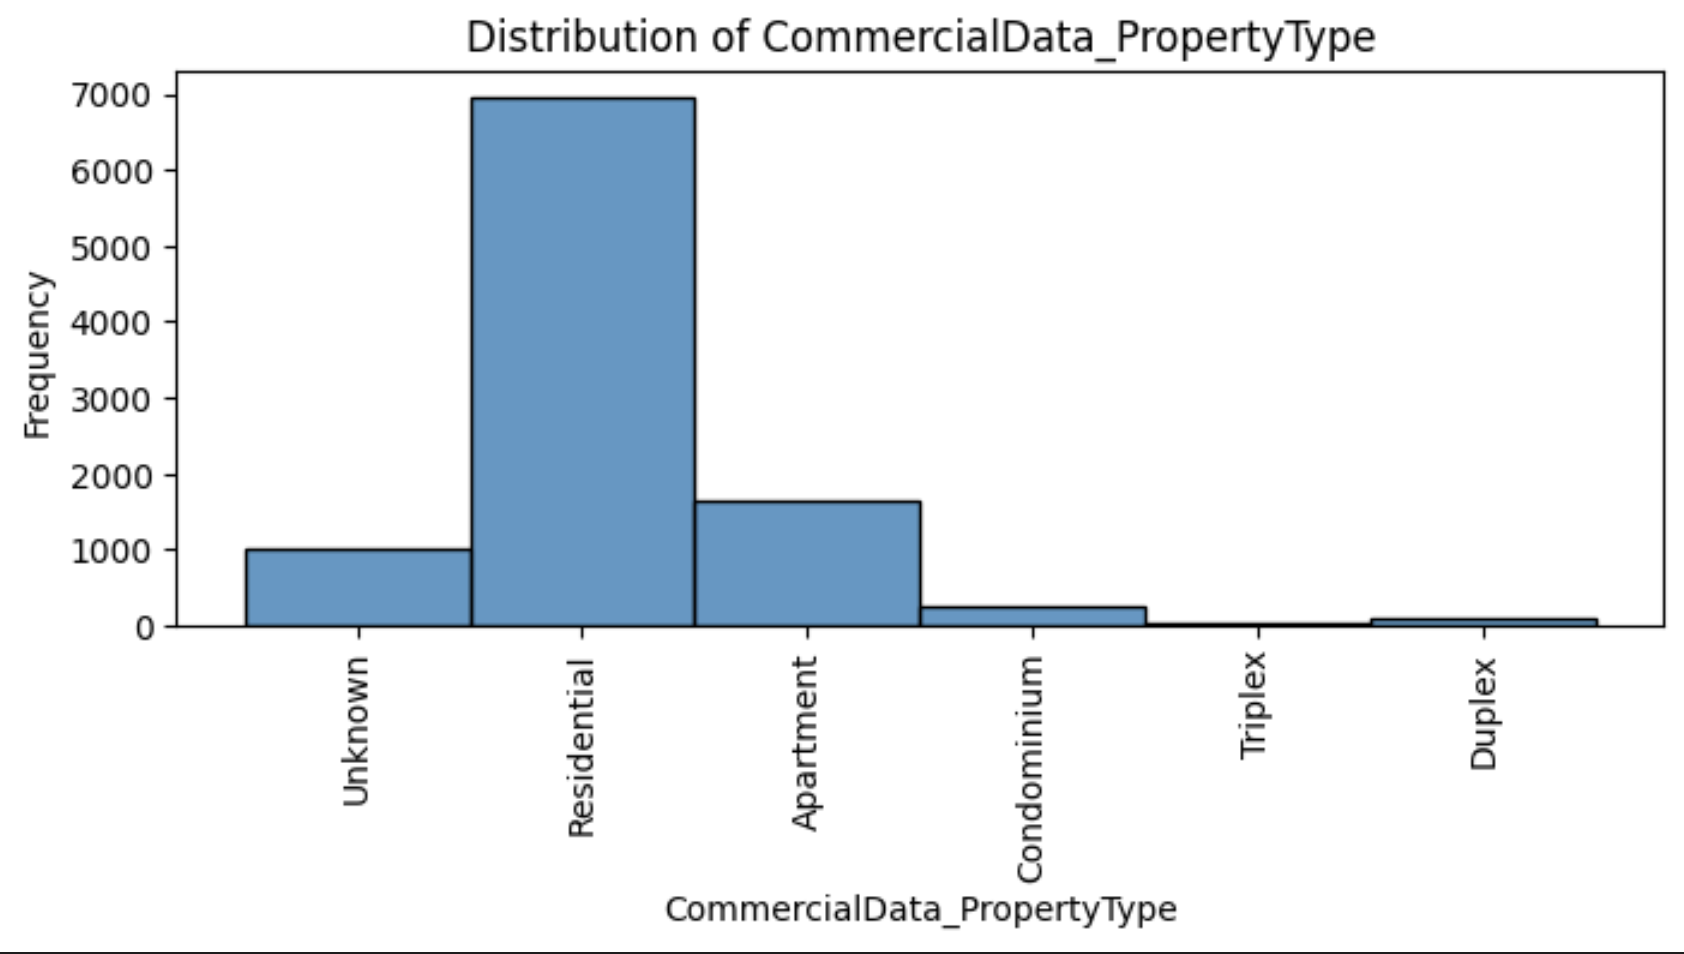 Distribution of CommercialData_PropertyType
Frequency
7000
6000
5000
4000
3000
2000
1000
0
Unknown
Residential
Apartment
Condominium
Triplex
Duplex
CommercialData_PropertyType